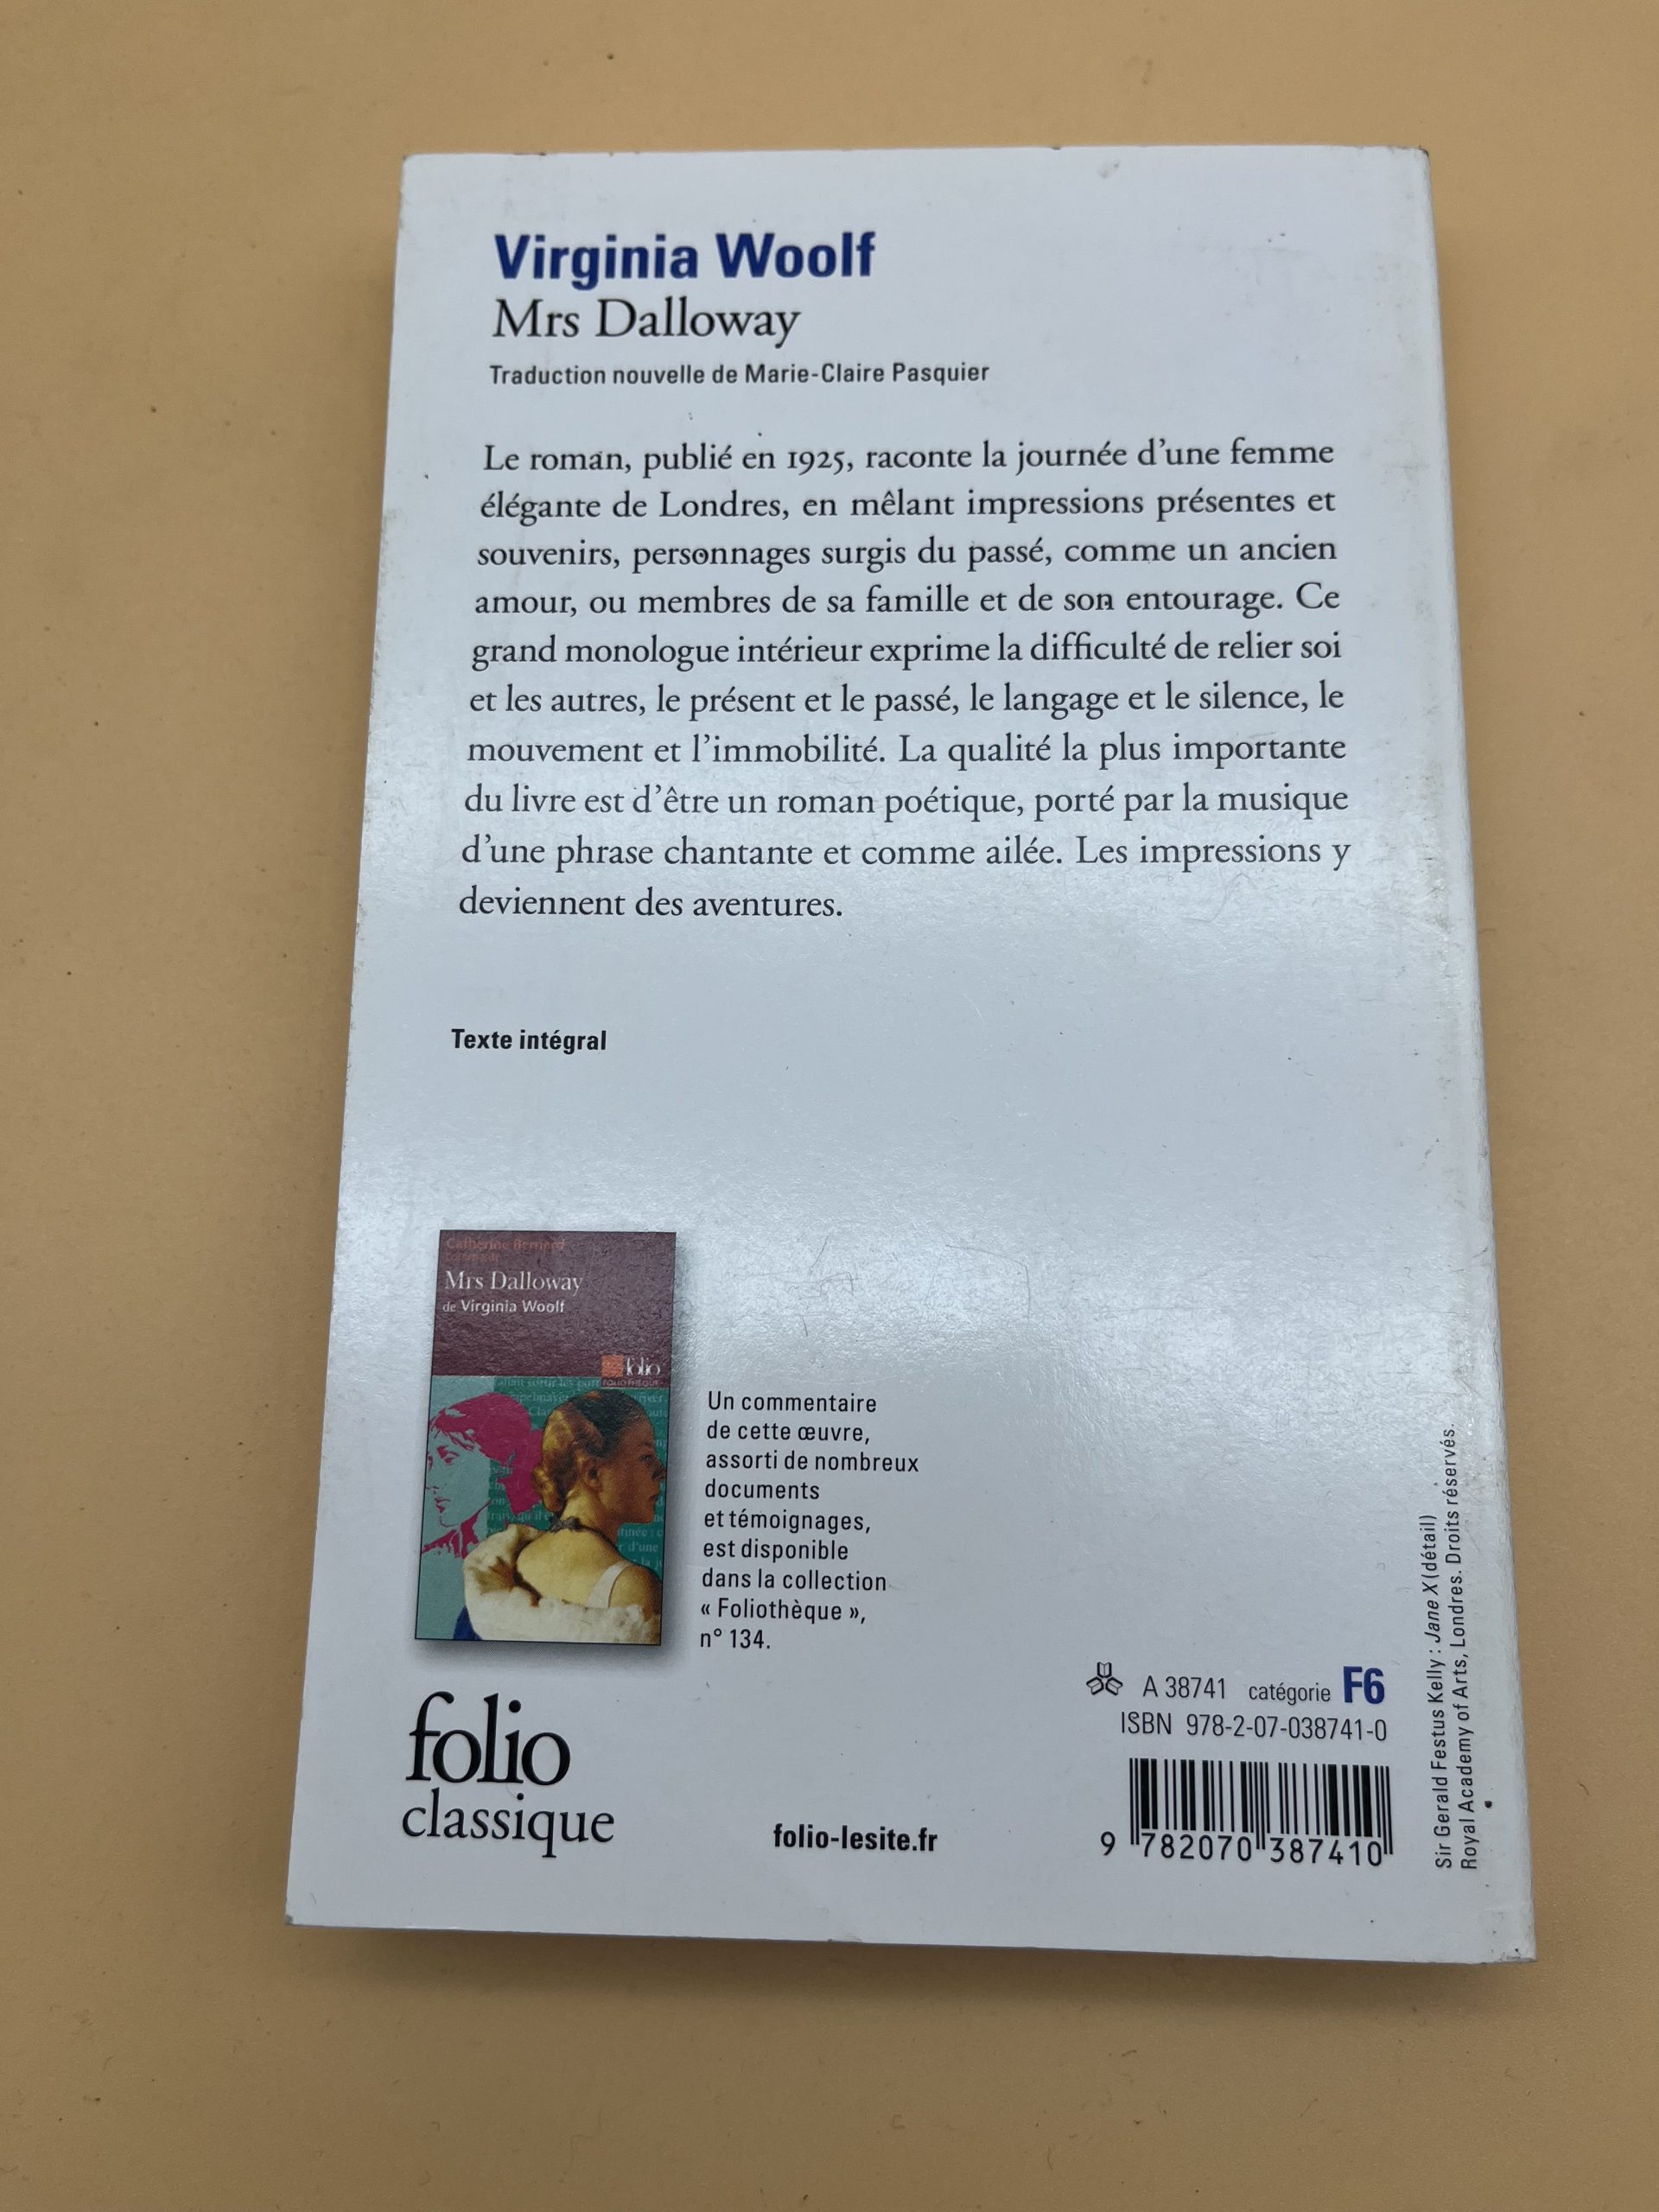 Virginia Woolf
Mrs Dalloway
Traduction nouvelle de Marie-Claire Pasquier
Le roman, publié en 1925, raconte la journée d'une femme
élégante de Londres, en mêlant impressions présentes et
souvenirs, personnages surgis du passé, comme un ancien
amour, ou membres de sa famille et de son entourage. Ce
grand monologue intérieur exprime la difficulté de relier soi
et les autres, le présent et le passé, le langage et le silence, le
mouvement et l'immobilité. La qualité la plus importante
du livre est d'être un roman poétique, porté par la musique
d'une phrase chantante et comme ailée. Les impressions y
deviennent des aventures.
Texte intégral
Catherine Bernard
Mrs Dalloway
de Virginia Woolf
folio
Un commentaire
de cette œuvre,
assorti de nombreux
documents
et témoignages,
est disponible
dans la collection
« Foliothèque »,
n° 134.
folio
classique
folio-lesite.fr
A 38741 catégorie F6
ISBN 978-2-07-038741-0
9 782070 387410
Sir Gerald Festus Kelly : Jane X (détail)
Royal Academy of Arts, Londres. Droits réservés.